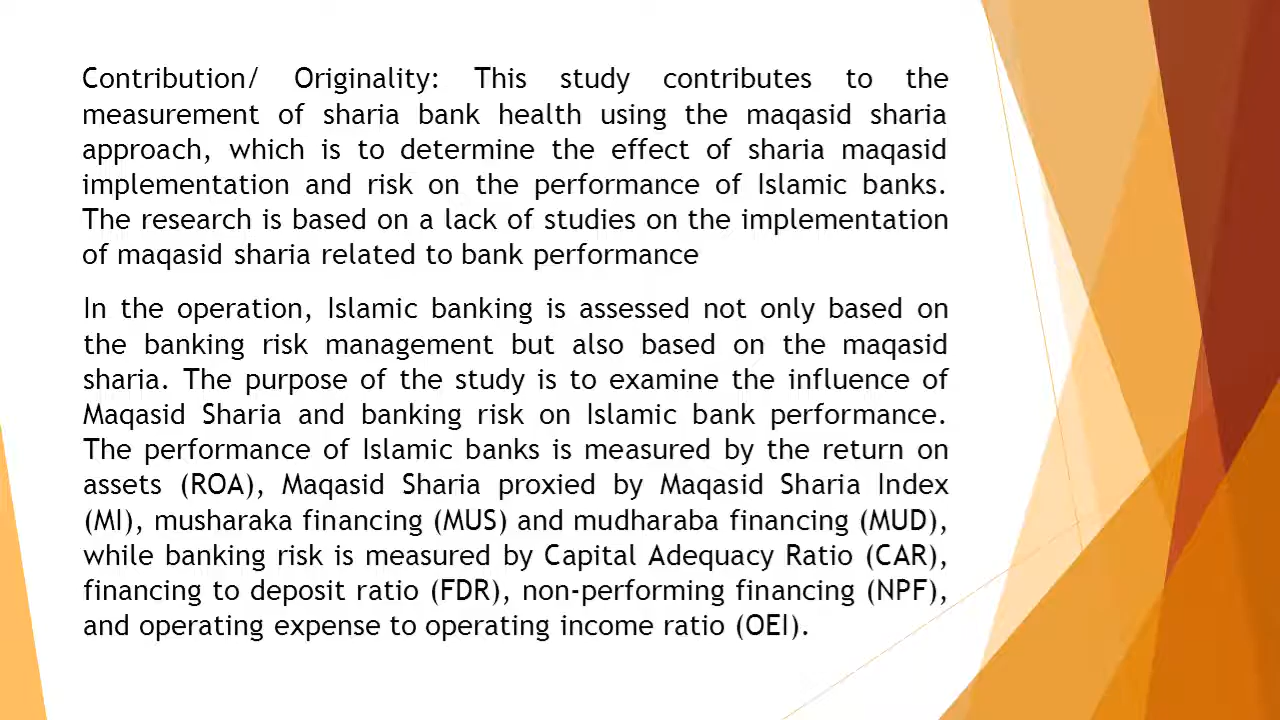 Contribution/ Originality: This study contributes to the
measurement of sharia bank health using the maqasid sharia
approach, which is to determine the effect of sharia maqasid
implementation and risk on the performance of Islamic banks.
The research is based on a lack of studies on the implementation
of maqasid sharia related to bank performance
In the operation, Islamic banking is assessed not only based on
the banking risk management but also based on the maqasid
sharia. The purpose of the study is to examine the influence of
Maqasid Sharia and banking risk on Islamic bank performance.
The performance of Islamic banks is measured by the return on
assets (ROA), Maqasid Sharia proxied by Maqasid Sharia Index
(MI), musharaka financing (MUS) and mudharaba financing (MUD),
while banking risk is measured by Capital Adequacy Ratio (CAR),
financing to deposit ratio (FDR), non-performing financing (NPF),
and operating expense to operating income ratio (OEI).